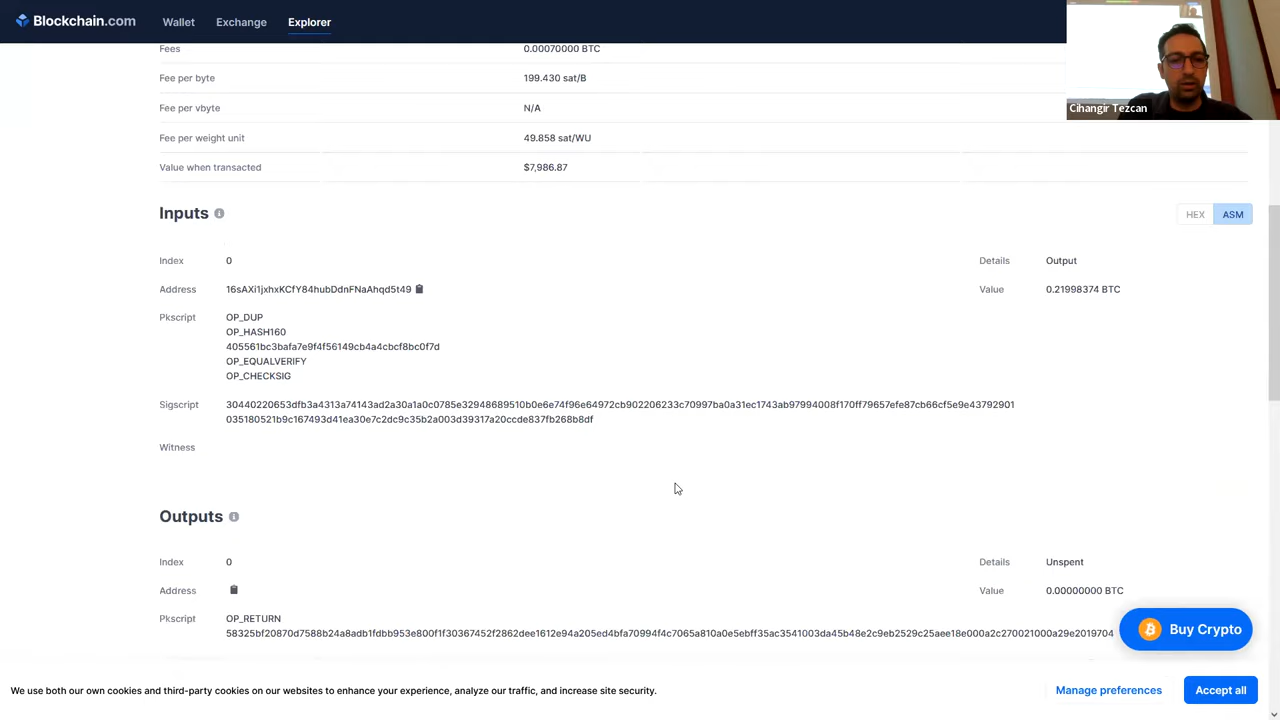 Blockchain.com Wallet Exchange Explorer
Cihangir Tezcan
Fees 0.00070000 BTC
Fee per byte 199.430 sat/B
Fee per vbyte N/A
Fee per weight unit 49.858 sat/WU
Value when transacted $7,986.87
Inputs
HEX ASM
Index 0 Details Output
Address 16sAXi1jxhxKCfY84hubDdnFNaAhqd5t49 Value 0.21998374 BTC
Pkscript OP_DUP
OP_HASH160
405561bc3bafa7e9f4f56149cb4a4cbcf8bc0f7d
OP_EQUALVERIFY
OP_CHECKSIG
Sigscript 30440220653dfb3a4313a74143ad2a30a1a0c0785e32948689510b0e6e74f96e64972cb902206233c70997ba0a31ec1743ab97994008f170ff79657efe87cb66cf5e9e43792901
035180521b9c167493d41ea30e7c2dc9c35b2a003d39317a20ccde837fb268b8df
Witness
Outputs
Index 0 Details Unspent
Address Value 0.00000000 BTC
Pkscript OP_RETURN
58325bf20870d7588b24a8adb1fdbb953e800f1f30367452f2862dee1612e94a205ed4bfa70994f4c7065a810a0e5ebff35ac3541003da45b48e2c9eb2529c25aee18e000a2c270021000a29e2019704
Buy Crypto
We use both our own cookies and third-party cookies on our websites to enhance your experience, analyze our traffic, and increase site security.
Manage preferences Accept all